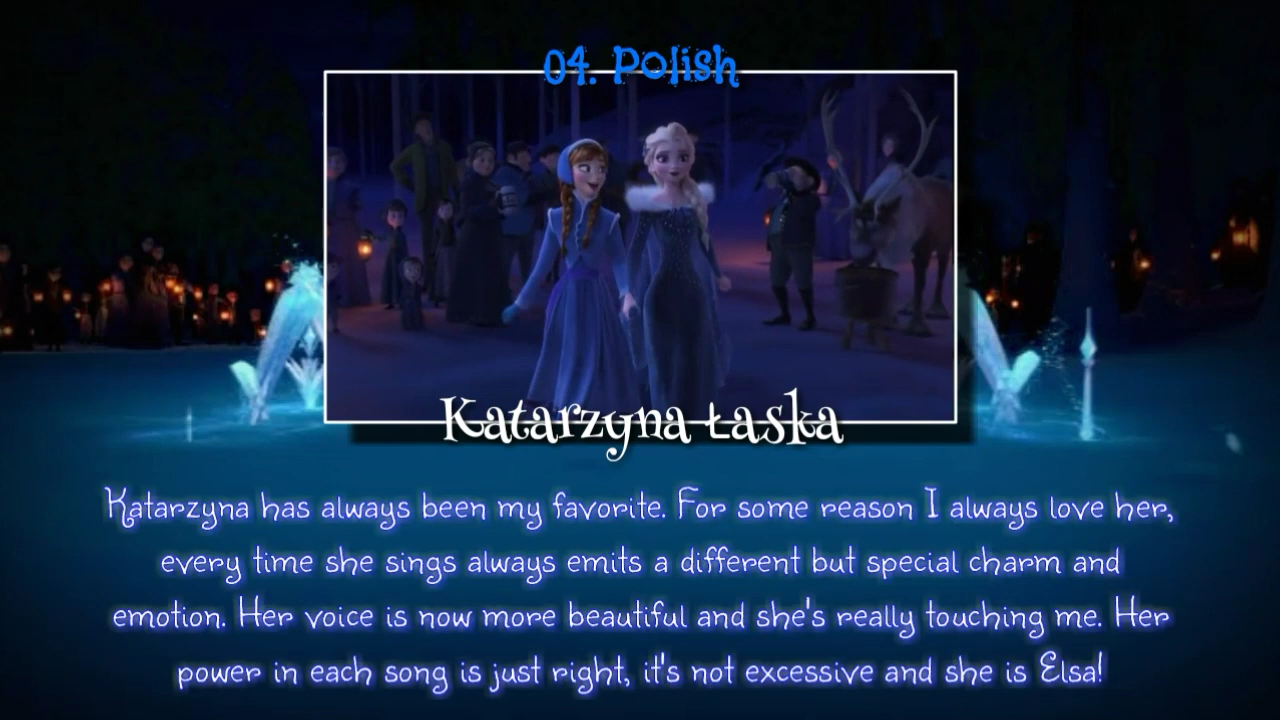 04. Polish
Katarzyna Łaska
Katarzyna has always been my favorite. For some reason I always love her,
every time she sings always emits a different but special charm and
emotion. Her voice is now more beautiful and she's really touching me. Her
power in each song is just right, it's not excessive and she is Elsa!